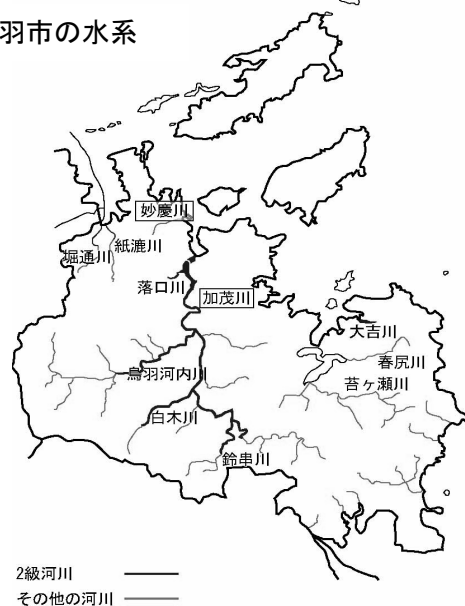 羽市の水系
妙慶川
紙漉川
堀通川
落口川
加茂川
大吉川
春尻川
苔ヶ瀬川
鳥羽河内川
白木川
鈴串川
2級河川
その他の河川